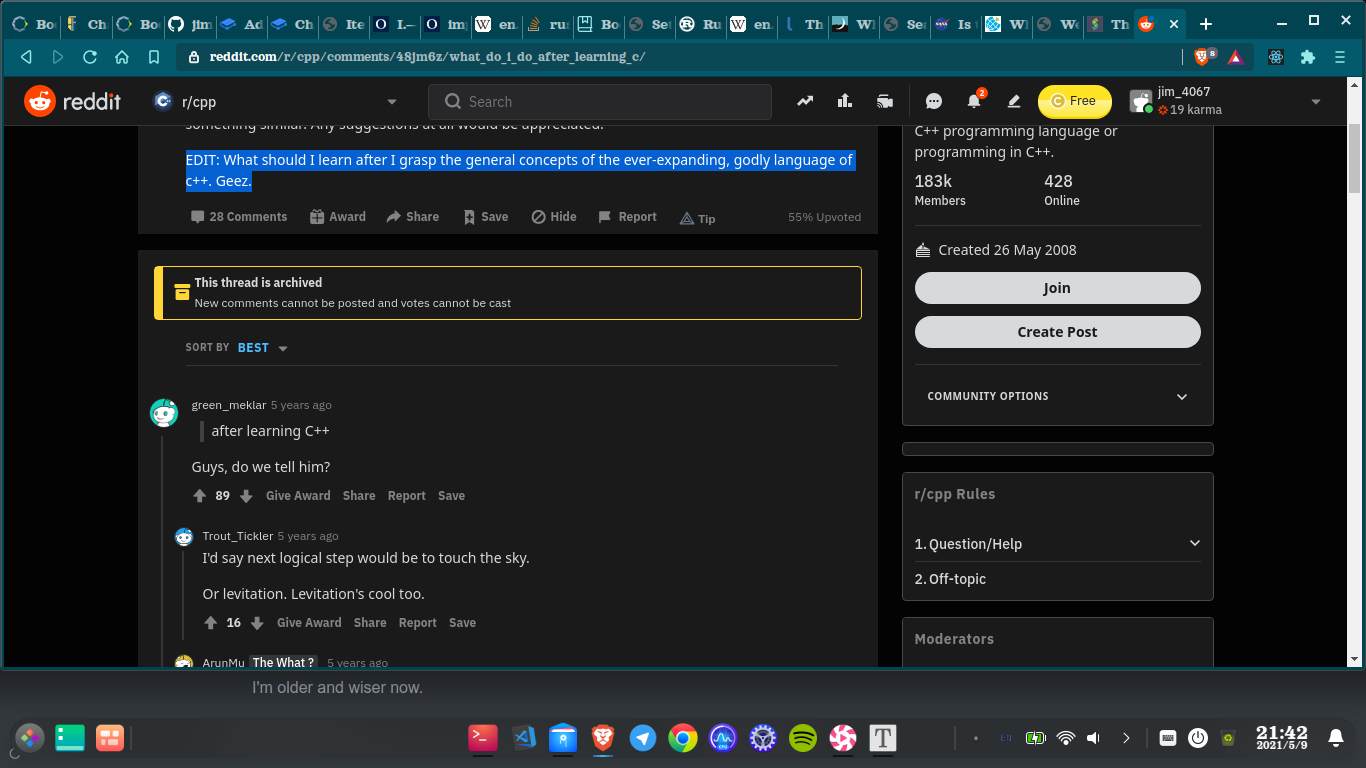 Bo
Ch
Bo
jim
Ad
Ch
Ite
I.–
im
en.
ru
Bo
Se
Ru
en.
Th
Wl
Se
Is
Wl
We
Th
reddit.com/r/cpp/comments/48jm6z/what_do_i_do_after_learning_c/
8
reddit
r/cpp
Search
2
Free
jim_4067
19 karma
something similar. Any suggestions at all would be appreciated.
EDIT: What should I learn after I grasp the general concepts of the ever-expanding, godly language of
c++. Geez.
28 Comments Award Share Save Hide Report Tip 55% Upvoted
This thread is archived
New comments cannot be posted and votes cannot be cast
SORT BY BEST
green_meklar 5 years ago
after learning C++
Guys, do we tell him?
89 Give Award Share Report Save
Trout_Tickler 5 years ago
I'd say next logical step would be to touch the sky.
Or levitation. Levitation's cool too.
16 Give Award Share Report Save
ArunMu The What ? 5 years ago
C++ programming language or
programming in C++.
183k 428
Members Online
Created 26 May 2008
Join
Create Post
COMMUNITY OPTIONS
r/cpp Rules
1. Question/Help
2. Off-topic
Moderators
I'm older and wiser now.
T
21:42
2021/5/9